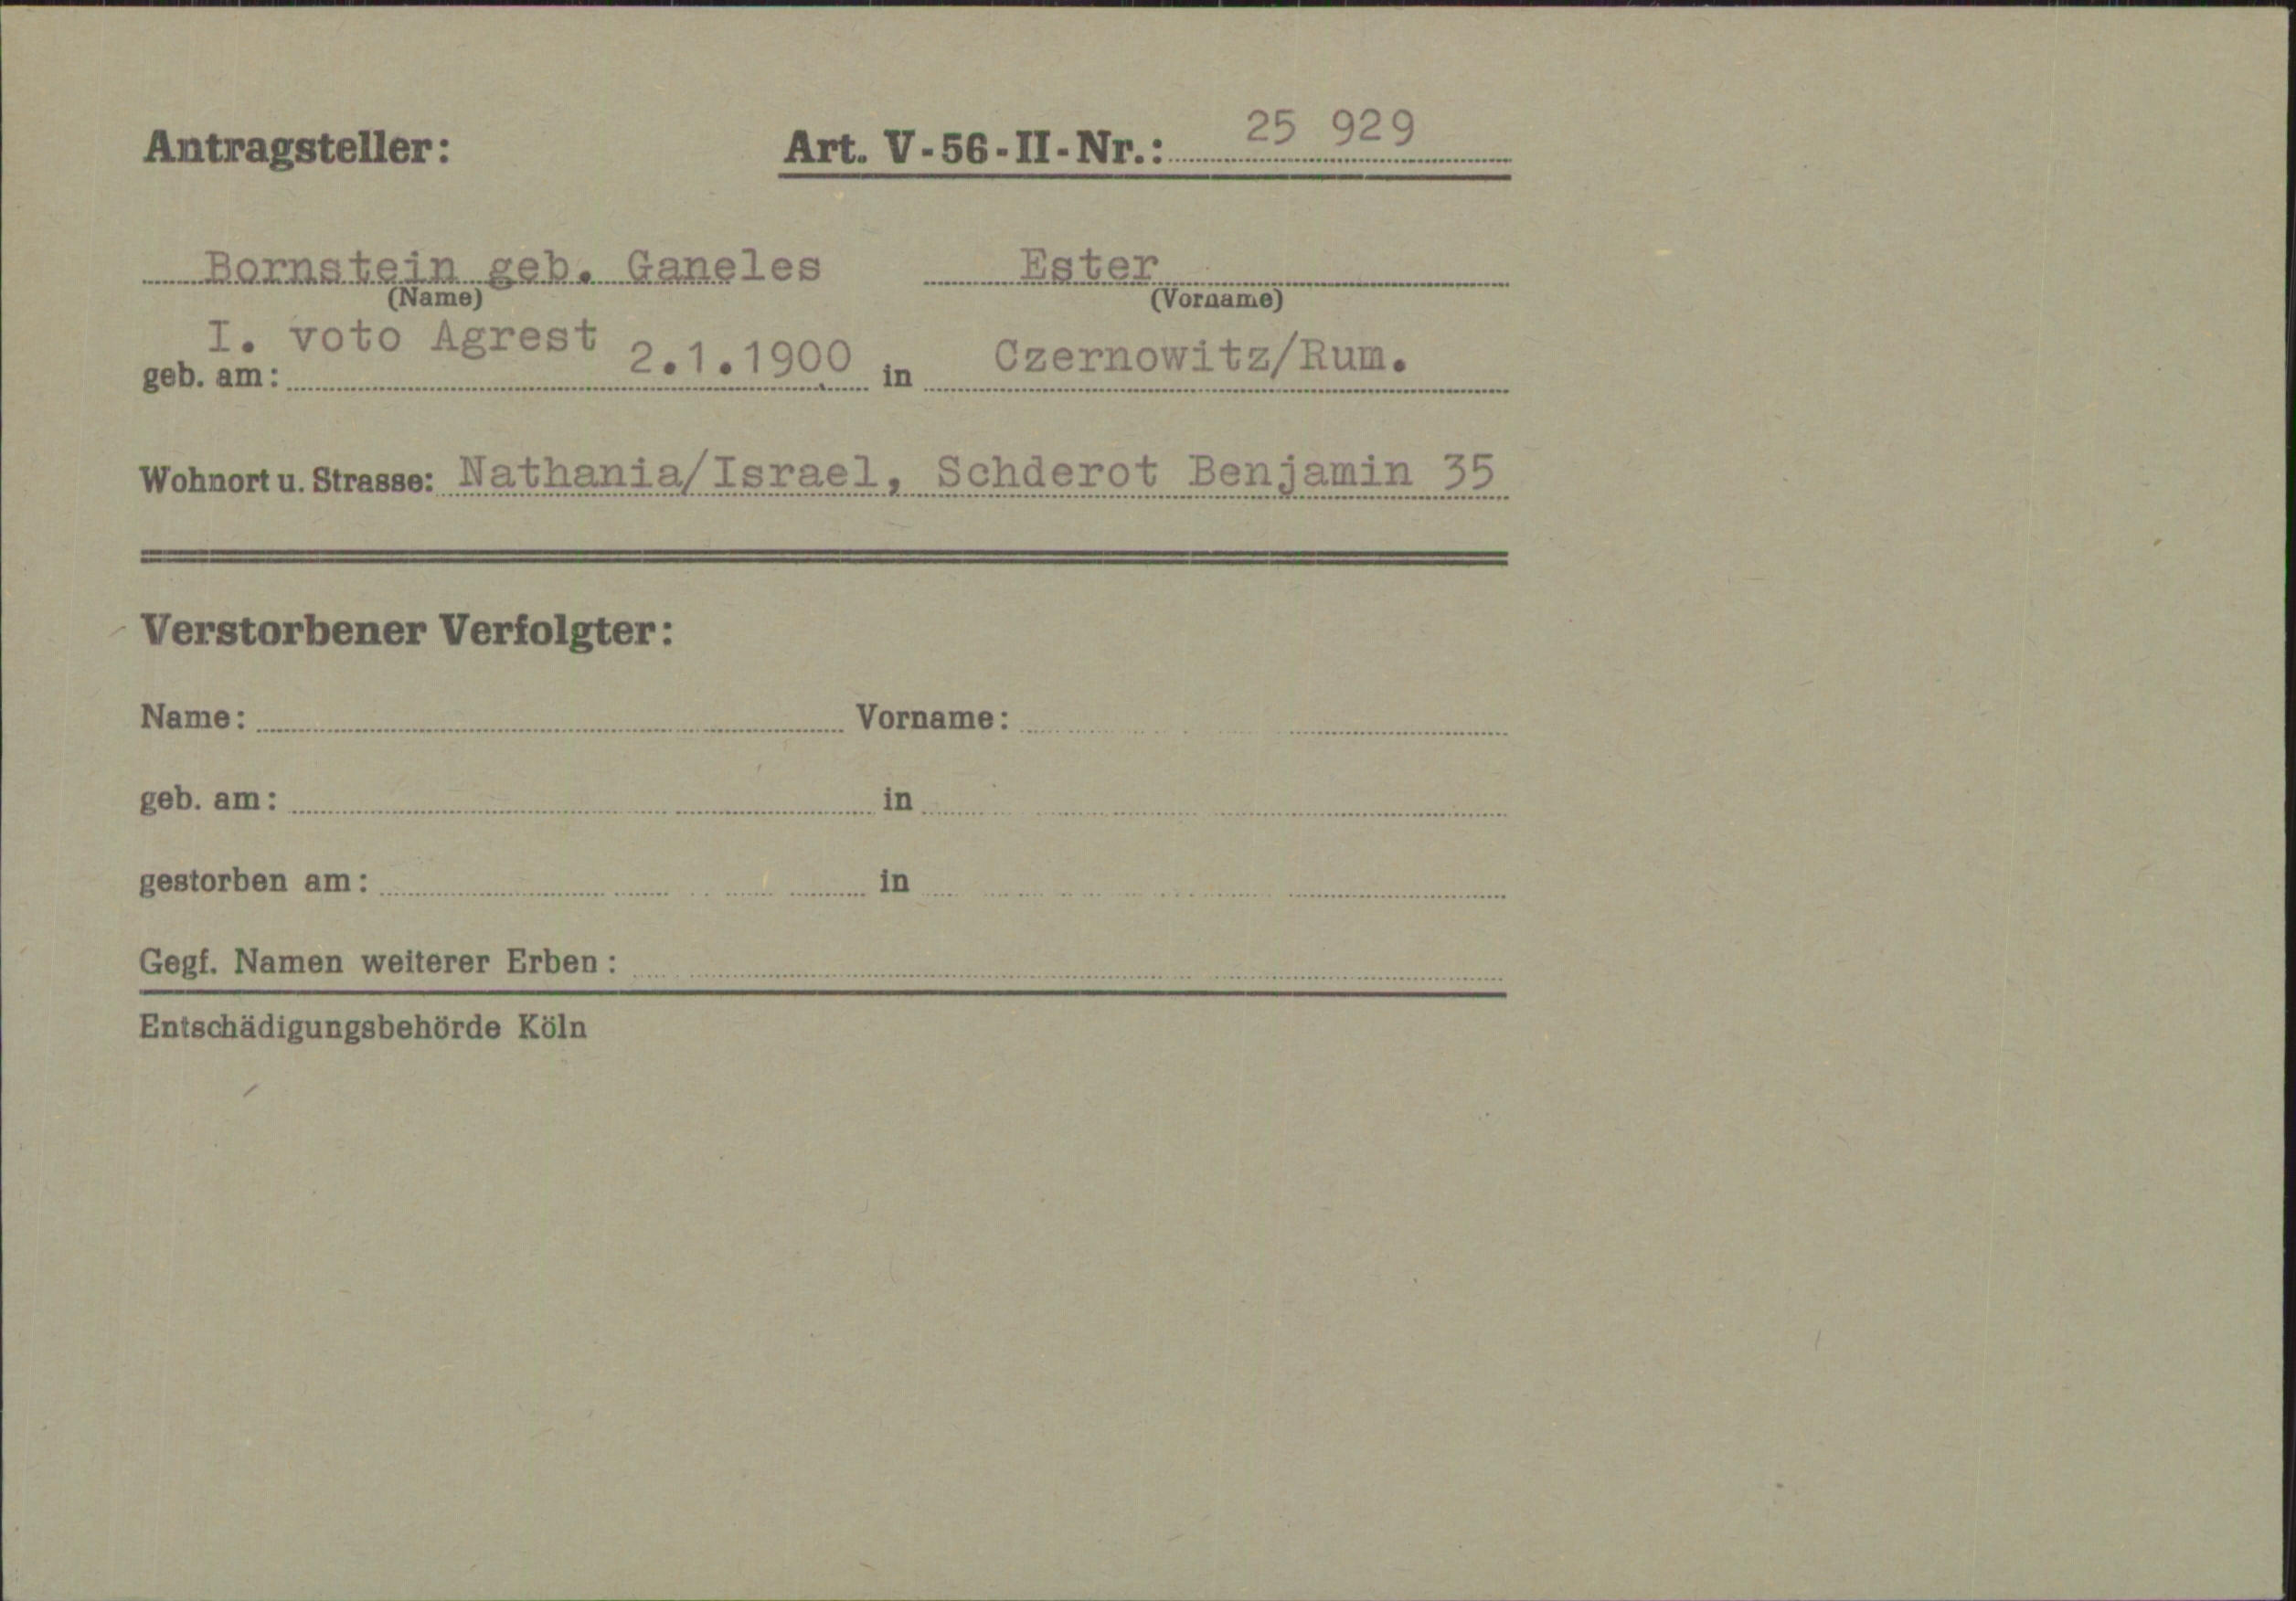 Antragsteller: Art. V-56-II-Nr.: 25 929
Bornstein geb. Ganeles Ester
(Name) (Vorname)
I. voto Agrest
geb. am: 2.1.1900 in Czernowitz/Rum.
Wohnort u. Strasse: Nathania/Israel, Schderot Benjamin 35
Verstorbener Verfolgter:
Name: Vorname:
geb. am: in
gestorben am: in
Gegf. Namen weiterer Erben:
Entschädigungsbehörde Köln